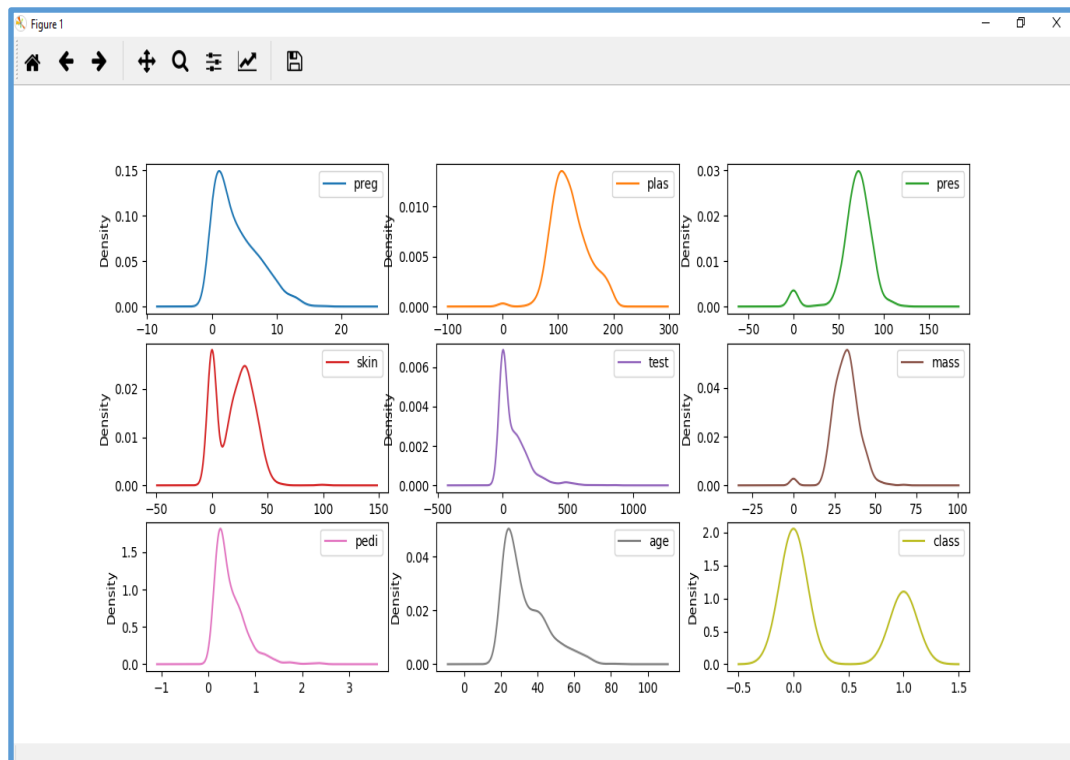 Figure 1
0.15
0.10
0.05
0.00
Density
preg
−10 0 10 20
0.010
0.005
0.000
Density
plas
−100 0 100 200 300
0.03
0.02
0.01
0.00
Density
pres
−50 0 50 100 150
0.02
0.01
0.00
Density
skin
−50 0 50 100 150
0.006
0.004
0.002
0.000
Density
test
−500 0 500 1000
0.04
0.02
0.00
Density
mass
−25 0 25 50 75 100
1.5
1.0
0.5
0.0
Density
pedi
−1 0 1 2 3
0.04
0.02
0.00
Density
age
0 20 40 60 80 100
2.0
1.5
1.0
0.5
0.0
Density
class
−0.5 0.0 0.5 1.0 1.5